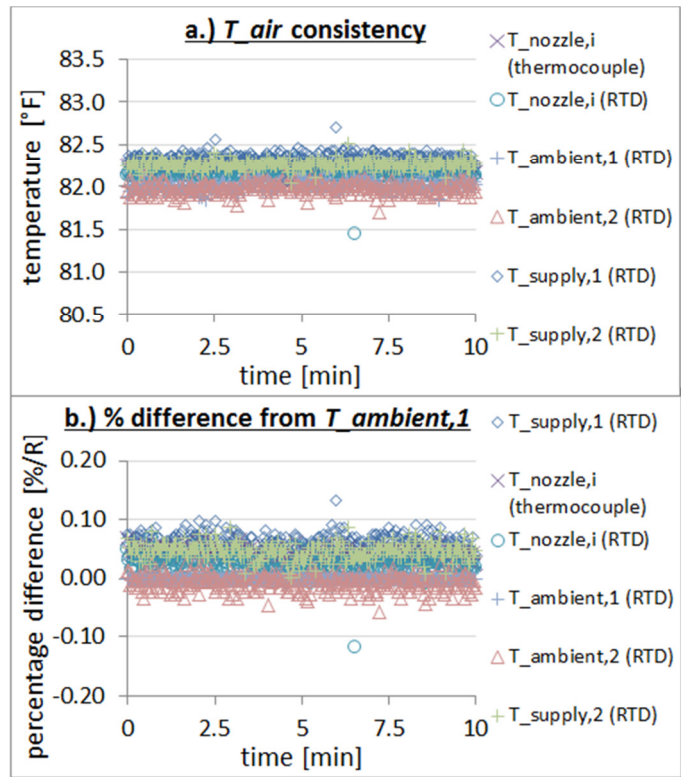 a.) T_air consistency
temperature [°F]
83.5
83.0
82.5
82.0
81.5
81.0
80.5
0 2.5 5 7.5 10
time [min]
T_nozzle,i
(thermocouple)
T_nozzle,i (RTD)
T_ambient,1 (RTD)
T_ambient,2 (RTD)
T_supply,1 (RTD)
T_supply,2 (RTD)
b.) % difference from T_ambient,1
percentage difference [%/R]
0.20
0.10
0.00
-0.10
-0.20
0 2.5 5 7.5 10
time [min]
T_supply,1 (RTD)
T_nozzle,i
(thermocouple)
T_nozzle,i (RTD)
T_ambient,1 (RTD)
T_ambient,2 (RTD)
T_supply,2 (RTD)